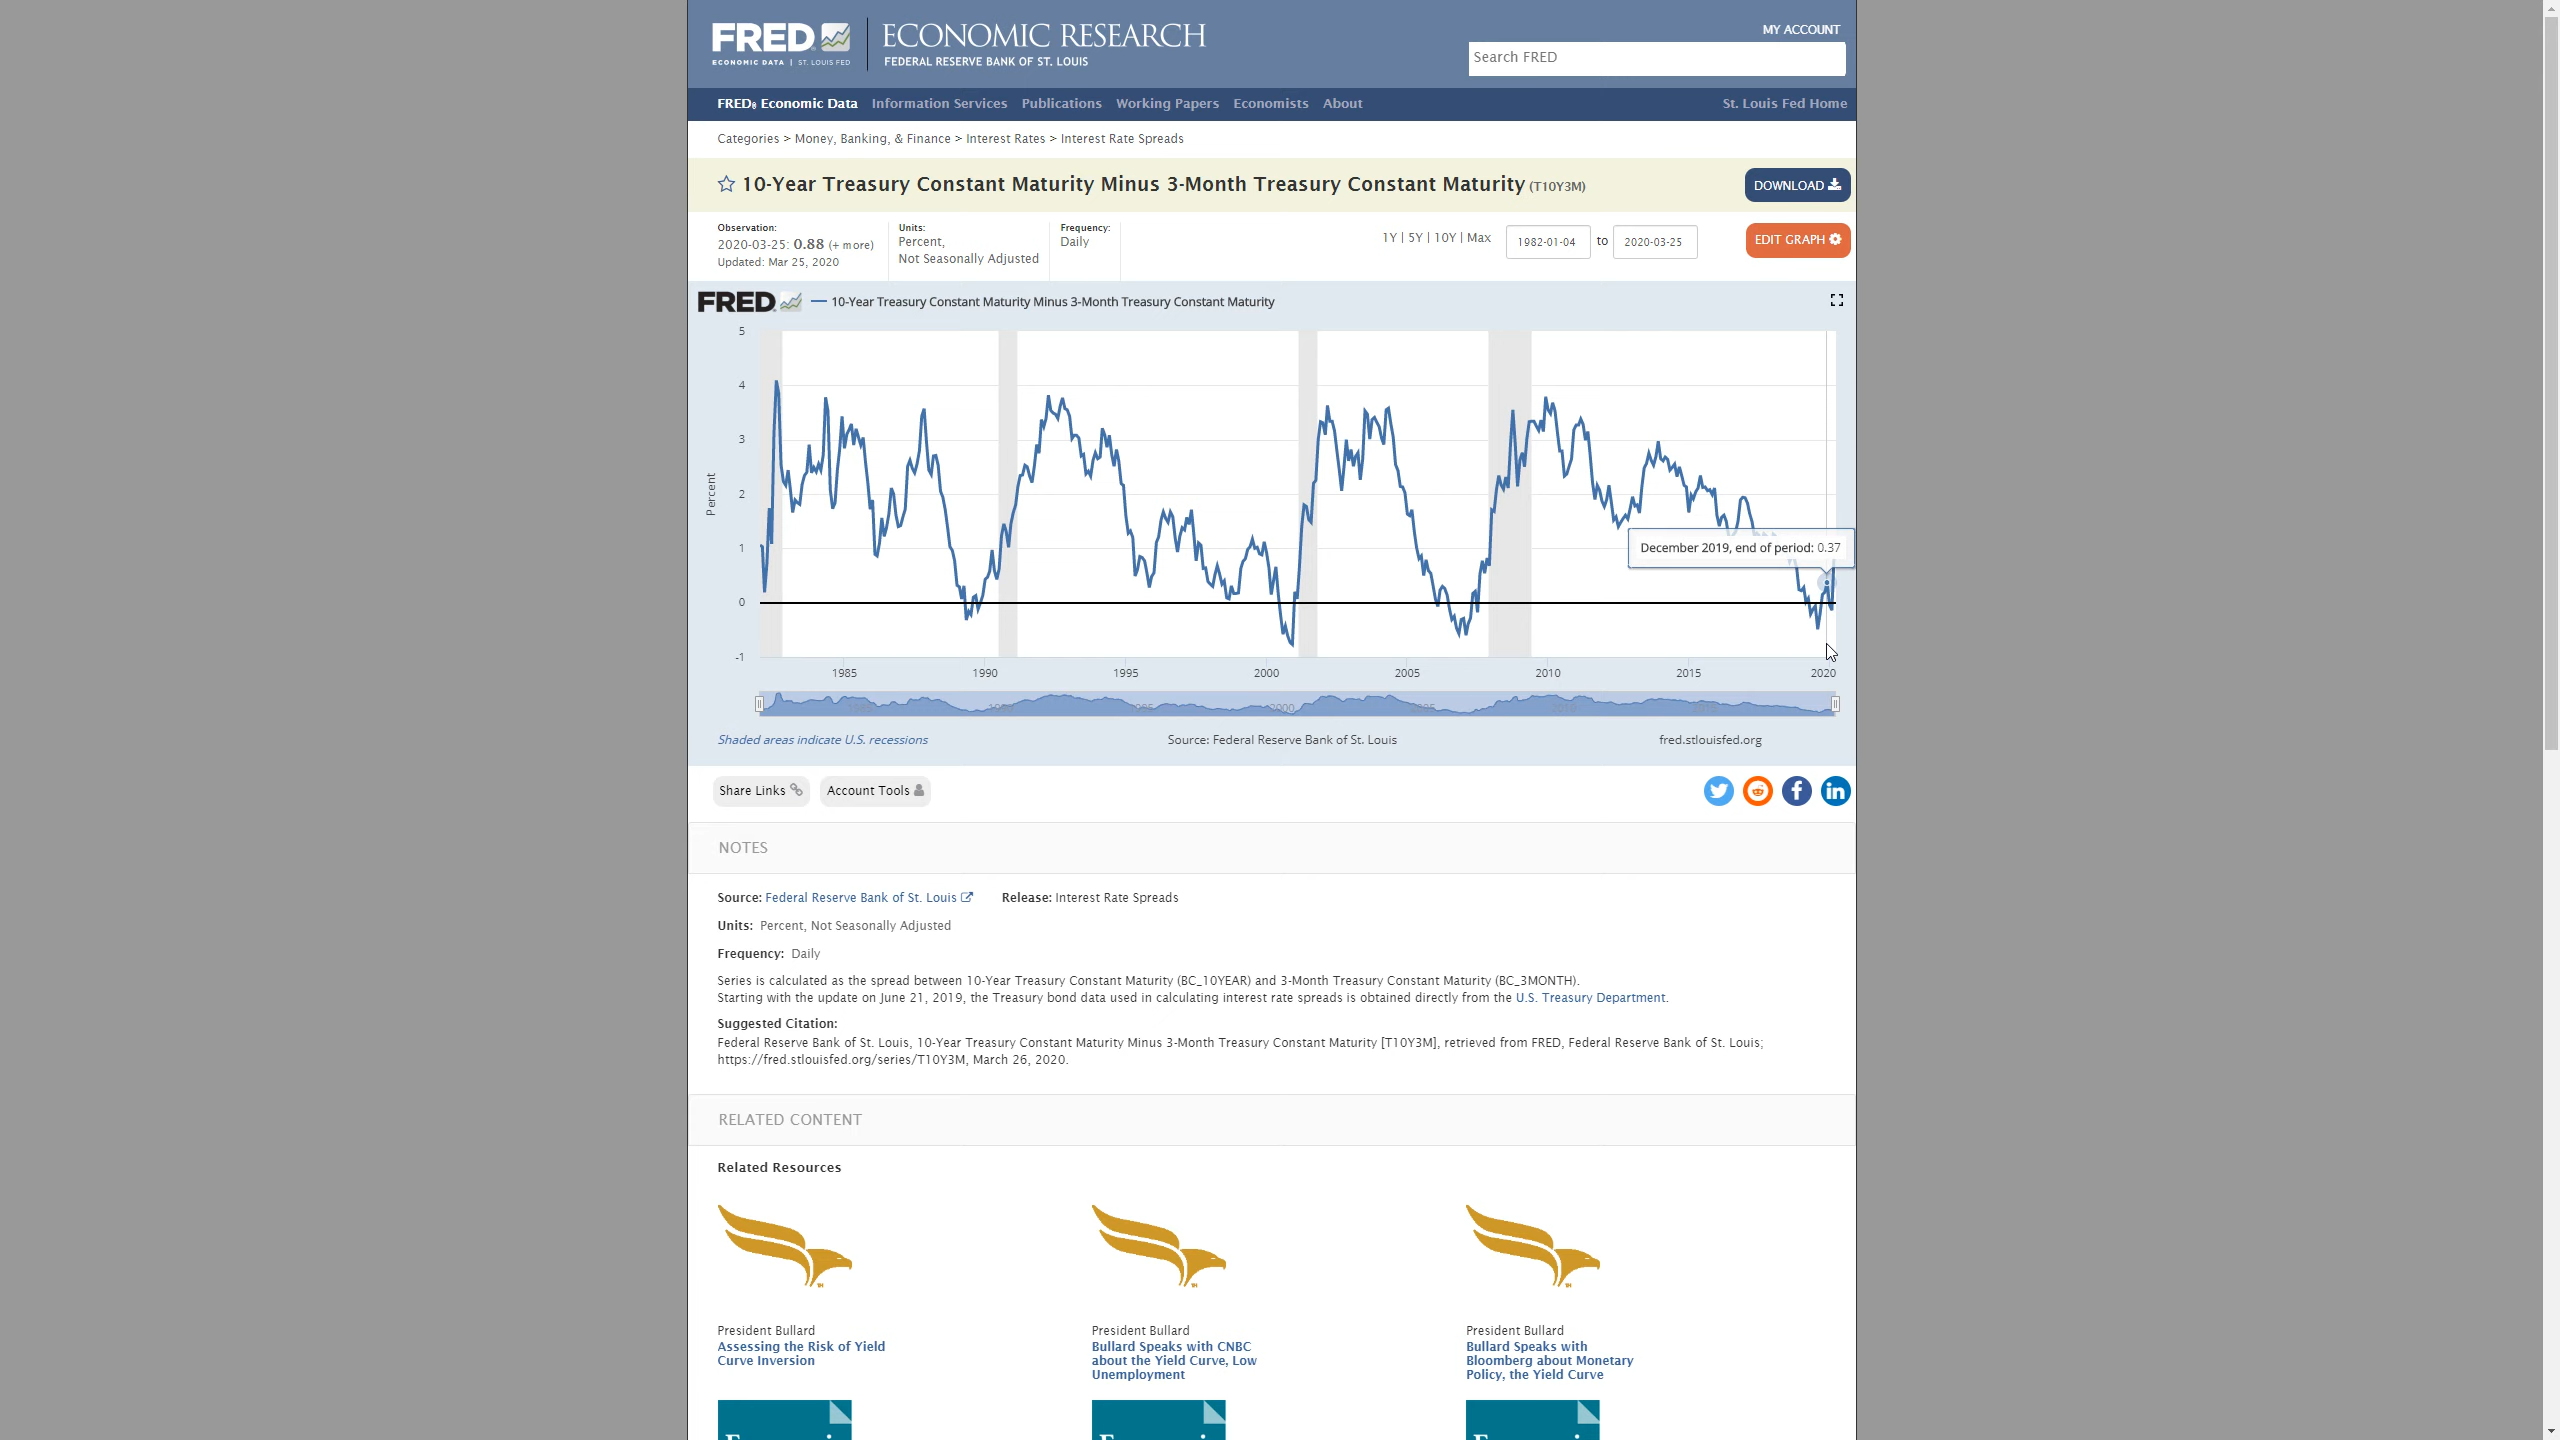 FRED ECONOMIC RESEARCH
ECONOMIC DATA | ST. LOUIS FED
FEDERAL RESERVE BANK OF ST. LOUIS
MY ACCOUNT
Search FRED
FRED® Economic Data Information Services Publications Working Papers Economists About St. Louis Fed Home
Categories > Money, Banking, & Finance > Interest Rates > Interest Rate Spreads
10-Year Treasury Constant Maturity Minus 3-Month Treasury Constant Maturity (T10Y3M)
DOWNLOAD
Observation:
2020-03-25: 0.88 (+ more)
Updated: Mar 25, 2020
Units:
Percent,
Not Seasonally Adjusted
Frequency:
Daily
1Y | 5Y | 10Y | Max
1982-01-04 to 2020-03-25
EDIT GRAPH
FRED 10-Year Treasury Constant Maturity Minus 3-Month Treasury Constant Maturity
5
4
3
2
1
0
-1
Percent
December 2019, end of period: 0.37
1985 1990 1995 2000 2005 2010 2015 2020
Shaded areas indicate U.S. recessions
Source: Federal Reserve Bank of St. Louis
fred.stlouisfed.org
Share Links
Account Tools
NOTES
Source: Federal Reserve Bank of St. Louis Release: Interest Rate Spreads
Units: Percent, Not Seasonally Adjusted
Frequency: Daily
Series is calculated as the spread between 10-Year Treasury Constant Maturity (BC_10YEAR) and 3-Month Treasury Constant Maturity (BC_3MONTH).
Starting with the update on June 21, 2019, the Treasury bond data used in calculating interest rate spreads is obtained directly from the U.S. Treasury Department.
Suggested Citation:
Federal Reserve Bank of St. Louis, 10-Year Treasury Constant Maturity Minus 3-Month Treasury Constant Maturity [T10Y3M], retrieved from FRED, Federal Reserve Bank of St. Louis;
https://fred.stlouisfed.org/series/T10Y3M, March 26, 2020.
RELATED CONTENT
Related Resources
President Bullard
Assessing the Risk of Yield
Curve Inversion
President Bullard
Bullard Speaks with CNBC
about the Yield Curve, Low
Unemployment
President Bullard
Bullard Speaks with
Bloomberg about Monetary
Policy, the Yield Curve